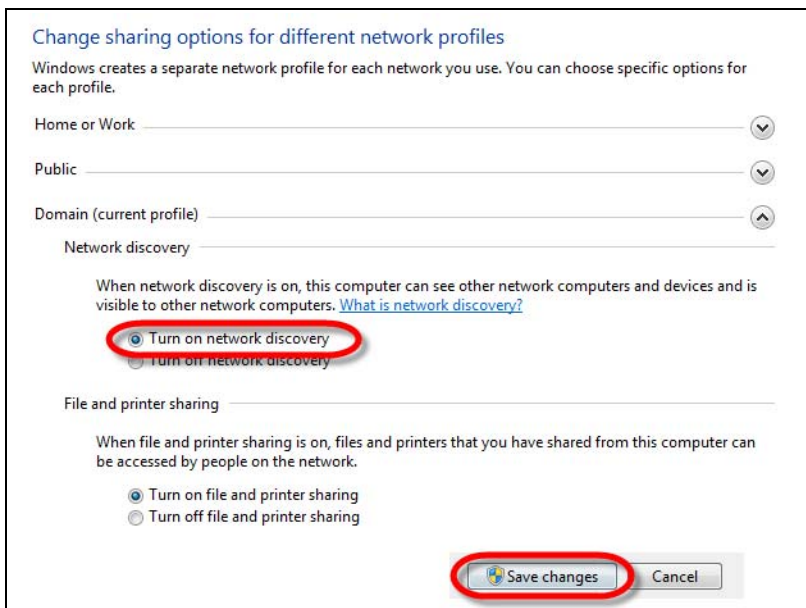 Change sharing options for different network profiles
Windows creates a separate network profile for each network you use. You can choose specific options for
each profile.
Home or Work
Public
Domain (current profile)
Network discovery
When network discovery is on, this computer can see other network computers and devices and is
visible to other network computers. What is network discovery?
Turn on network discovery
Turn off network discovery
File and printer sharing
When file and printer sharing is on, files and printers that you have shared from this computer can
be accessed by people on the network.
Turn on file and printer sharing
Turn off file and printer sharing
Save changes Cancel